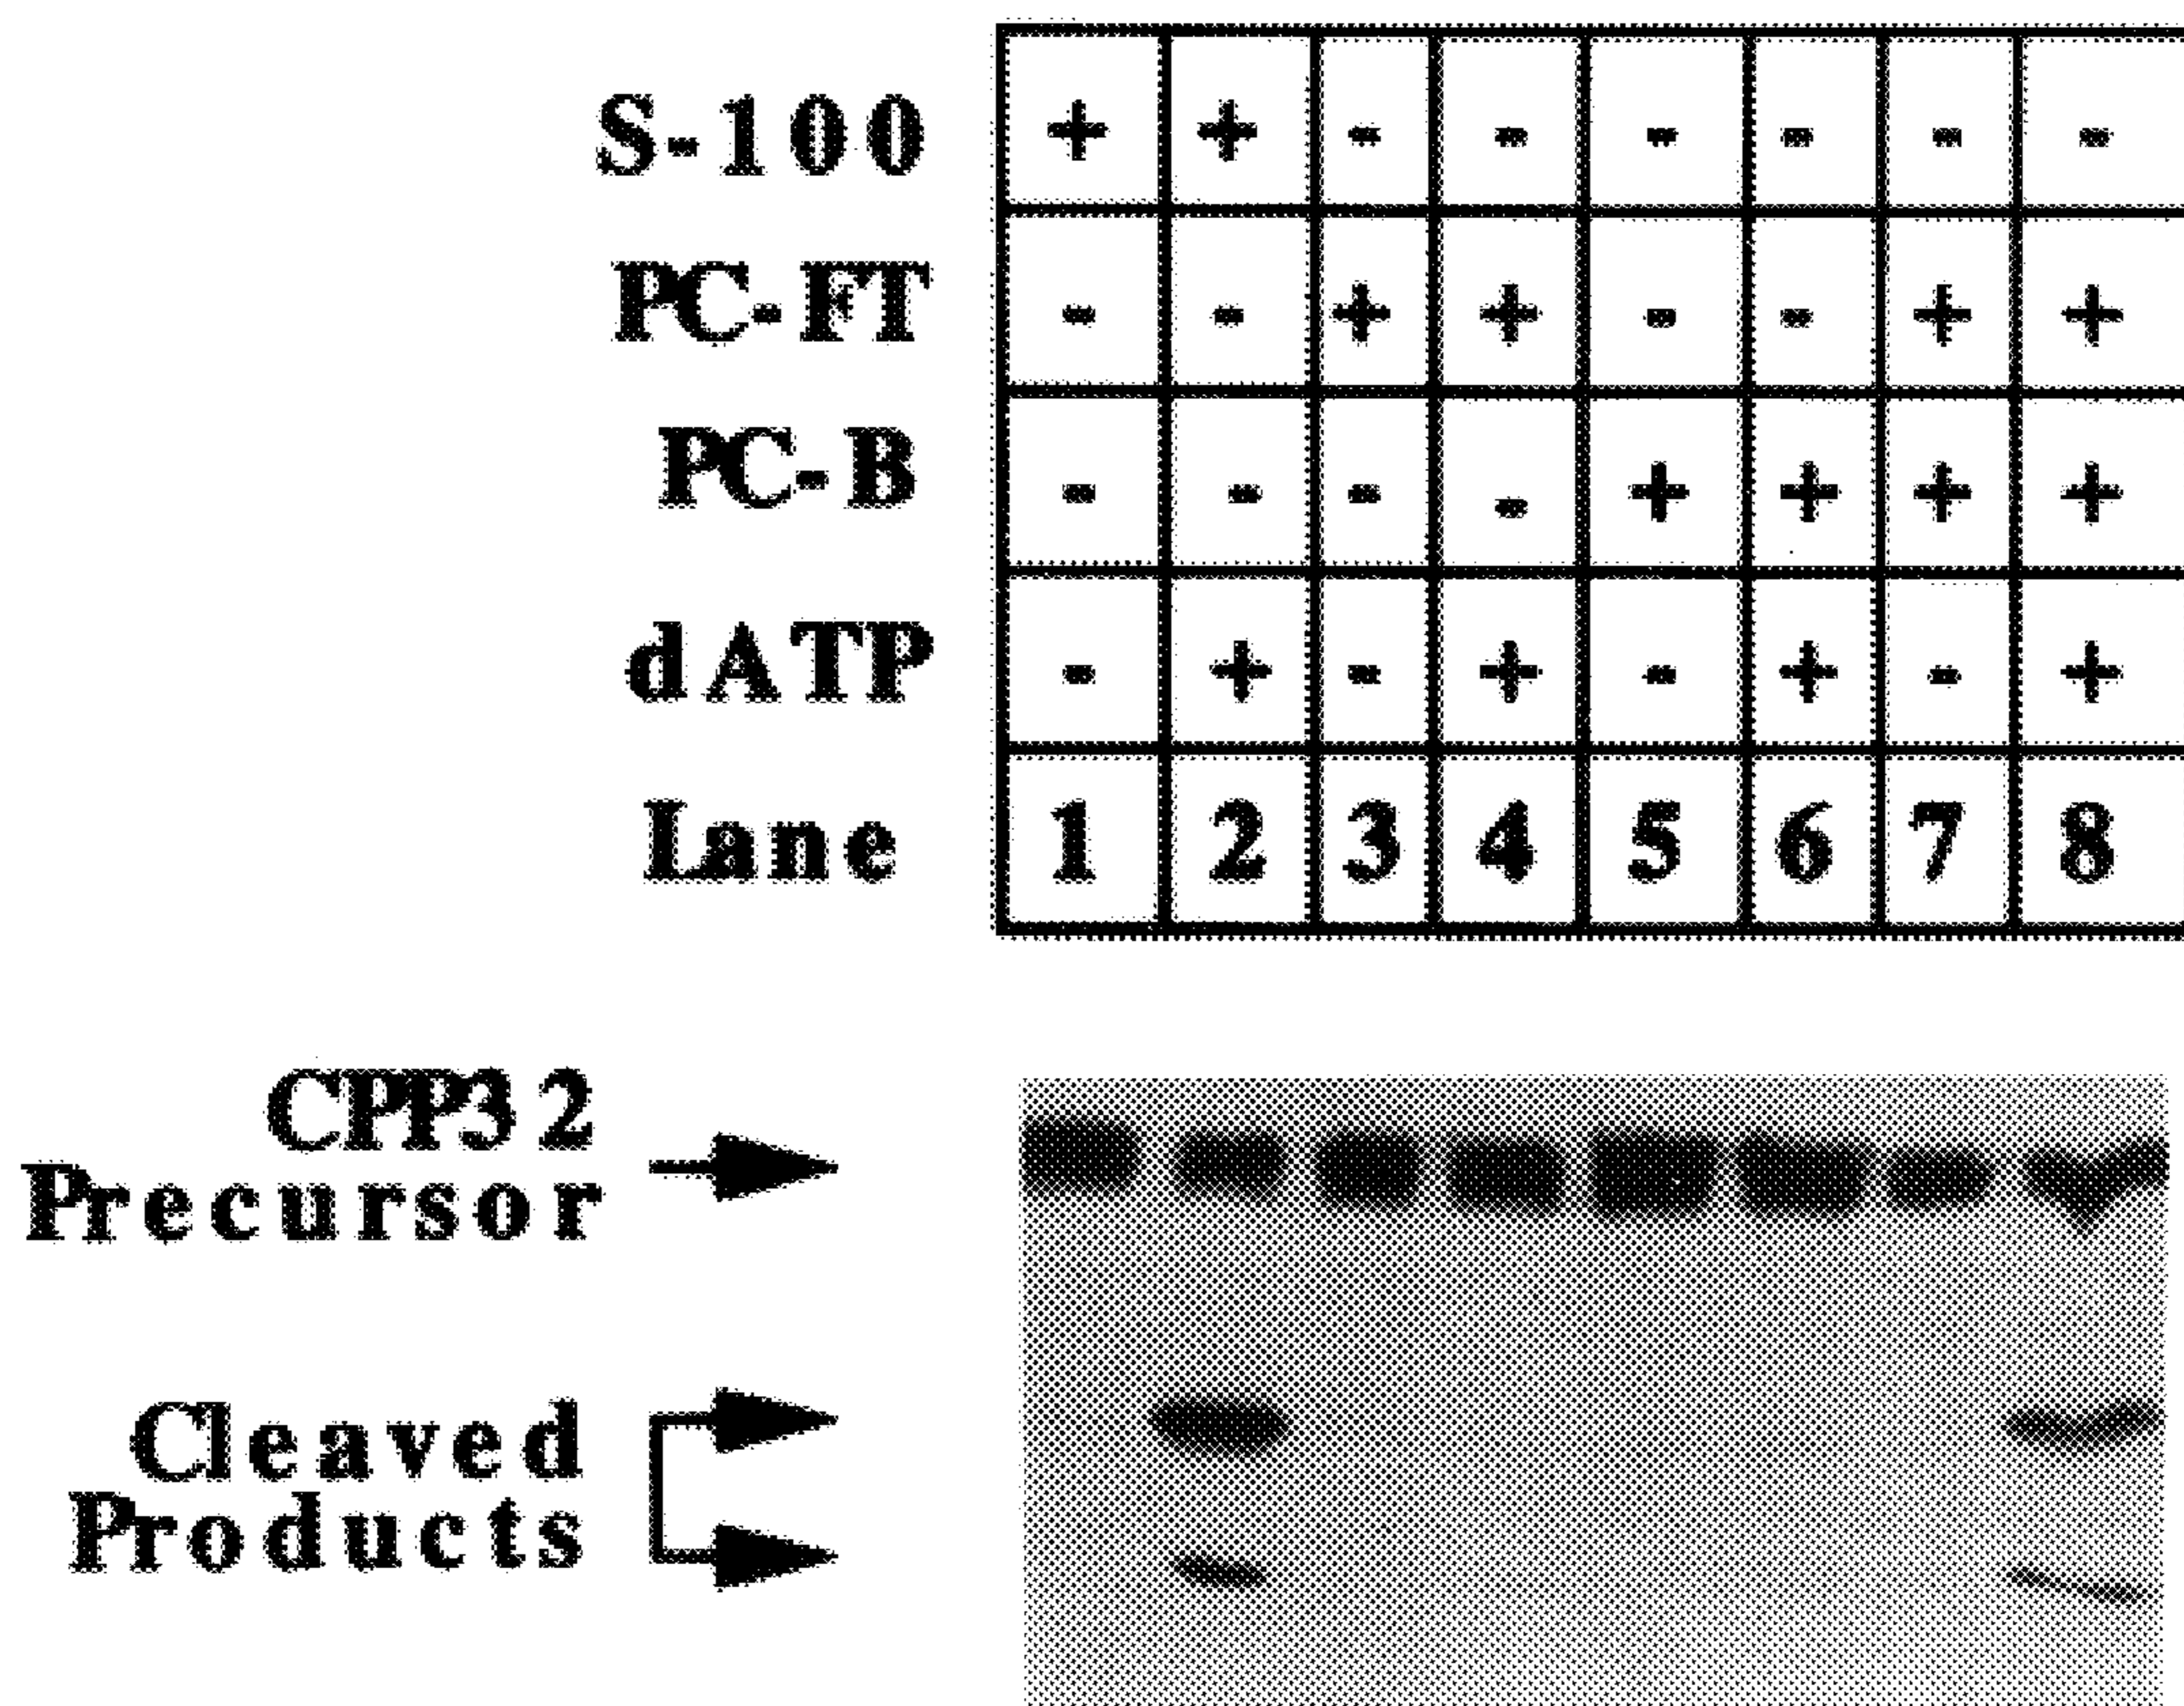 S-100 + + - - - - - -
PC-FT - - + + - - + +
PC-B - - - - + + + +
dATP - + - + - + - +
Lane 1 2 3 4 5 6 7 8
CPP32
Precursor
Cleaved
Products